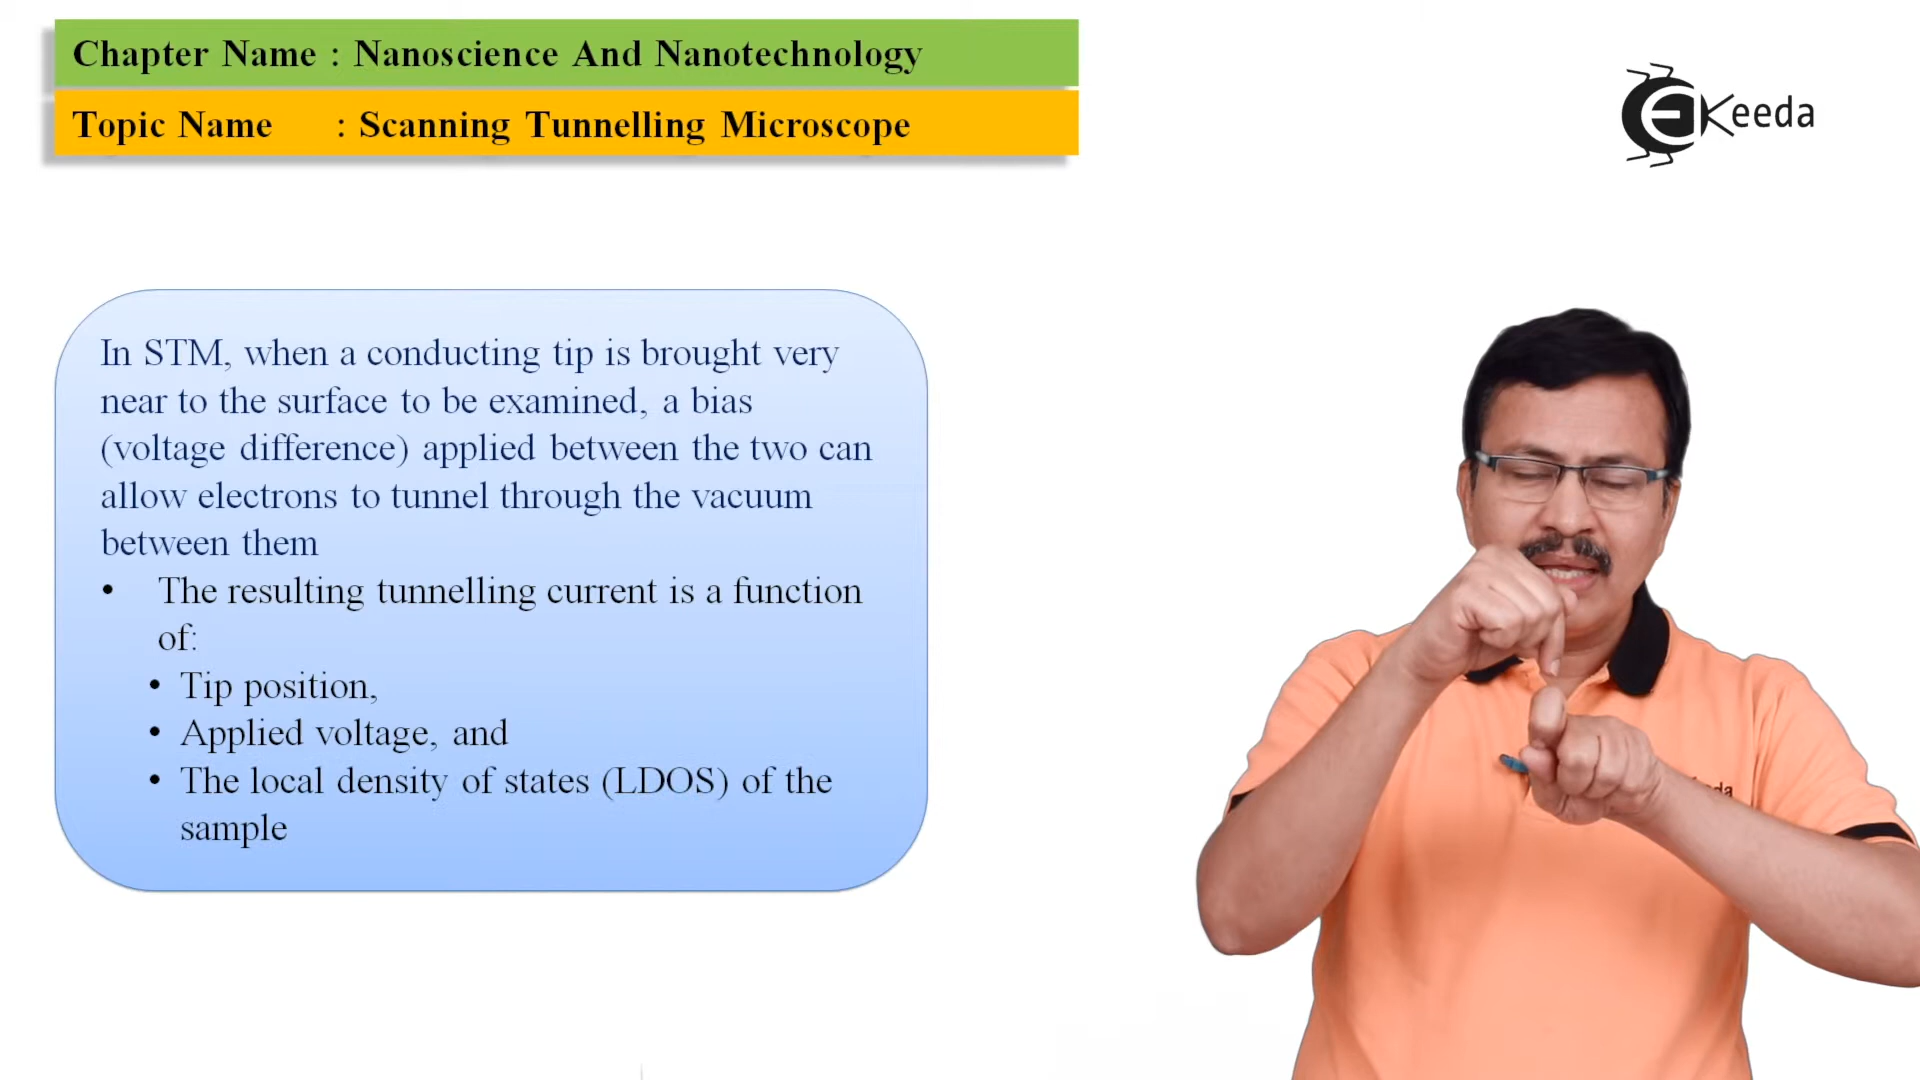 Chapter Name : Nanoscience And Nanotechnology
Topic Name : Scanning Tunnelling Microscope
EKeeda
In STM, when a conducting tip is brought very
near to the surface to be examined, a bias
(voltage difference) applied between the two can
allow electrons to tunnel through the vacuum
between them
• The resulting tunnelling current is a function
of:
• Tip position,
• Applied voltage, and
• The local density of states (LDOS) of the
sample